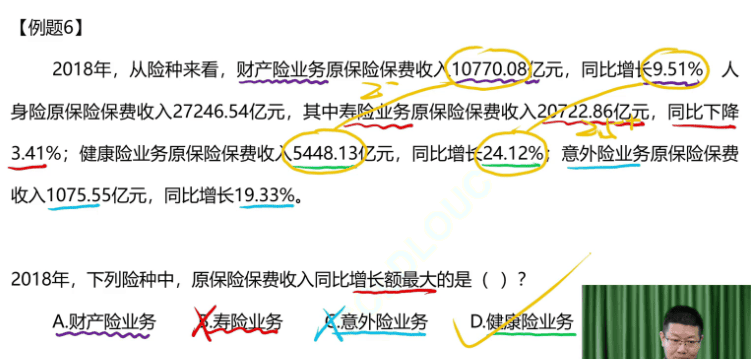 【例题6】
2018年，从险种来看，财产险业务原保险保费收入10770.08亿元，同比增长9.51% 人
身险原保险保费收入27246.54亿元，其中寿险业务原保险保费收入20722.86亿元，同比下降
3.41%；健康险业务原保险保费收入5448.13亿元，同比增长24.12%；意外险业务原保险保费
收入1075.55亿元，同比增长19.33%。
2018年，下列险种中，原保险保费收入同比增长额最大的是（ ）？
A.财产险业务 B.寿险业务 C.意外险业务 D.健康险业务